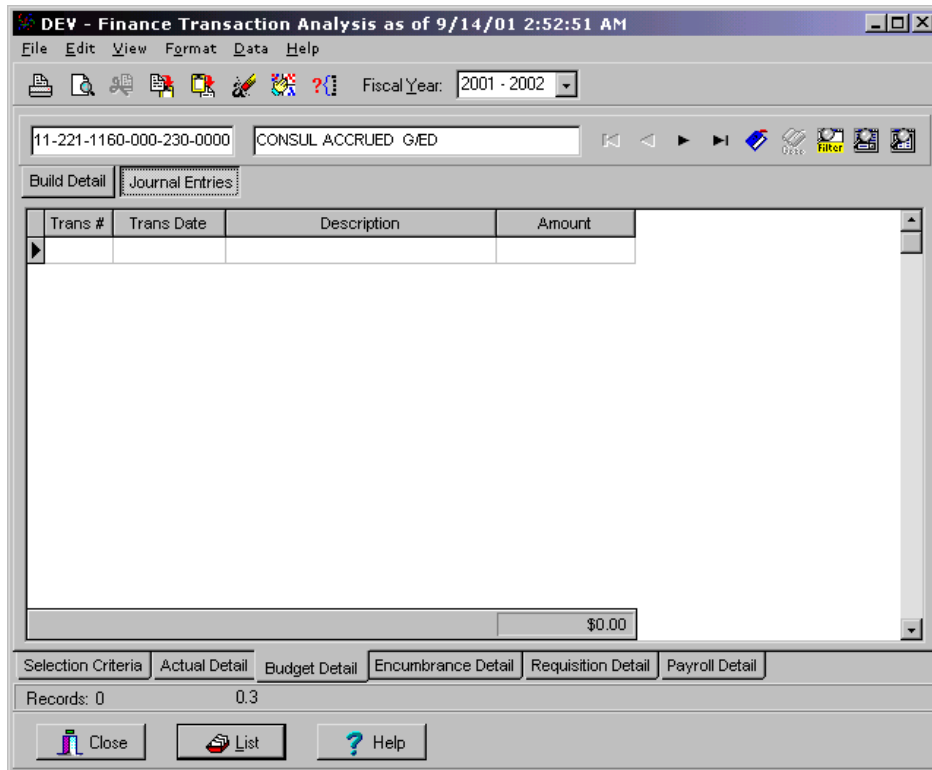 DEV - Finance Transaction Analysis as of 9/14/01 2:52:51 AM
File Edit View Format Data Help
Fiscal Year: 2001 - 2002
11-221-1160-000-230-0000 CONSUL ACCRUED G/ED Filter
Build Detail Journal Entries
Trans # Trans Date Description Amount
$0.00
Selection Criteria Actual Detail Budget Detail Encumbrance Detail Requisition Detail Payroll Detail
Records: 0 0.3
Close List Help